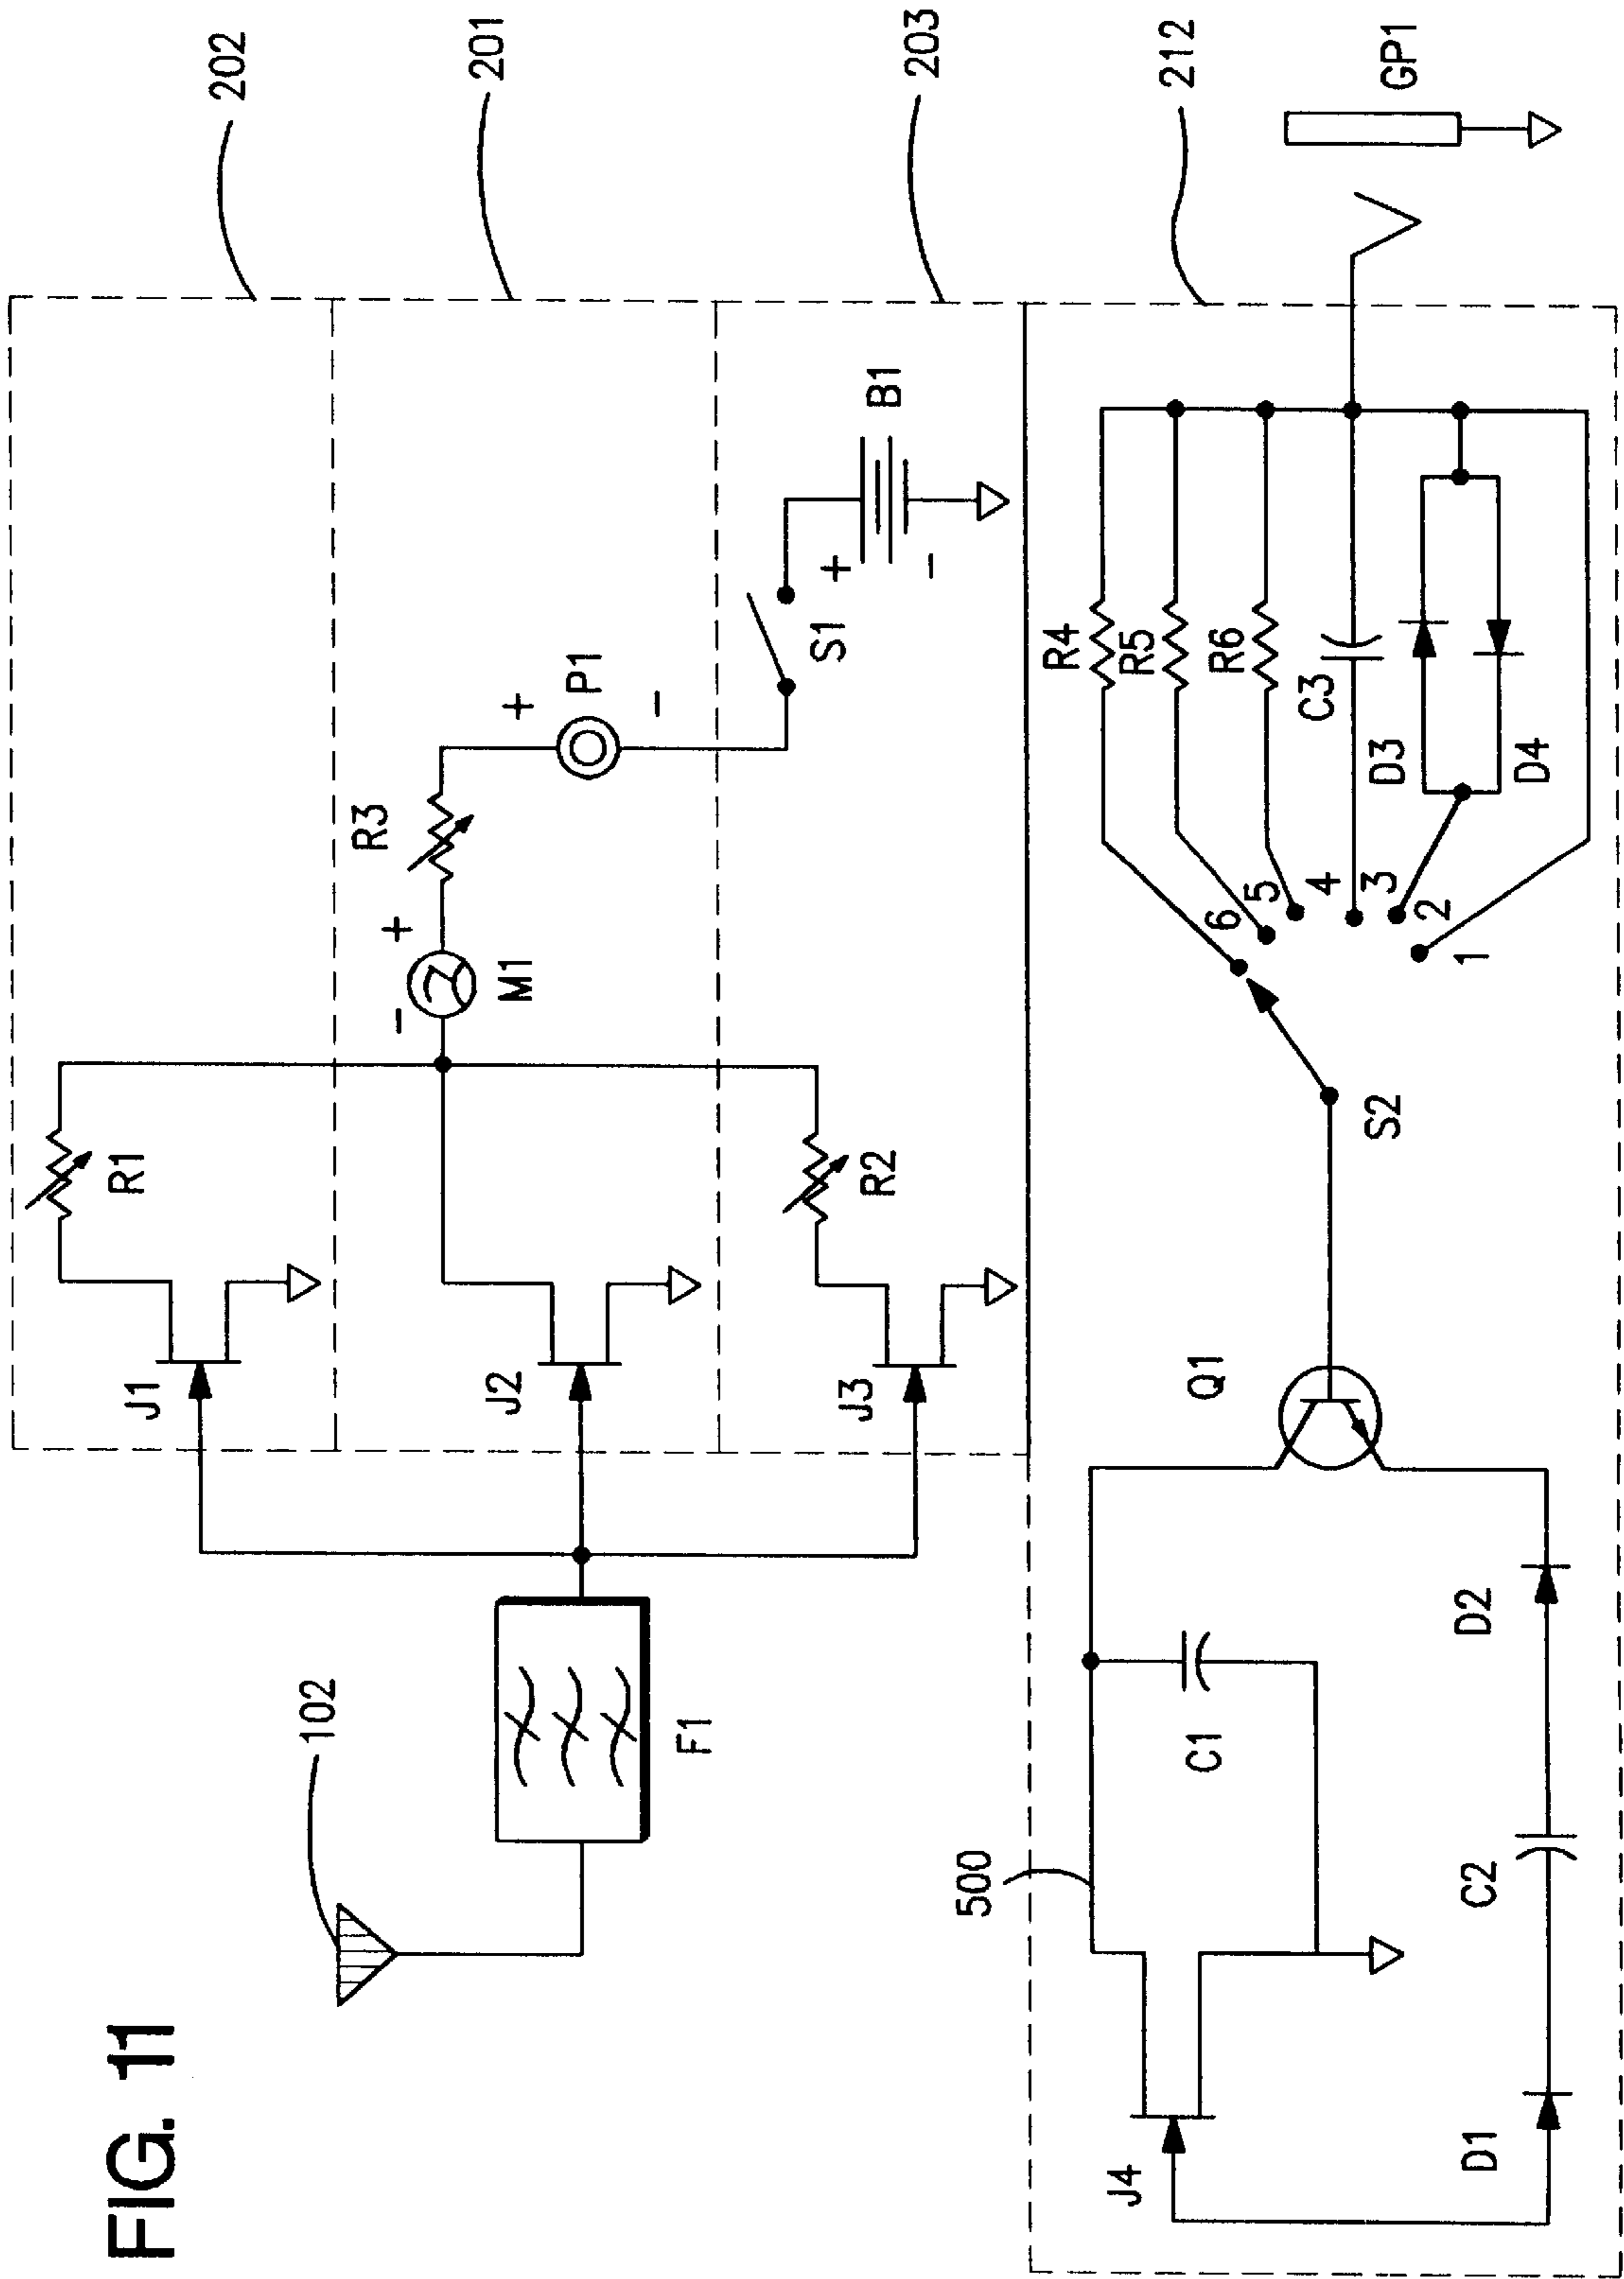 FIG. 11
102
F1
J1
R1
202
J2
M1
-
+
R3
+
P1
-
201
J3
R2
S1
+
B1
-
203
500
J4
C1
D1
C2
D2
Q1
S2
6
5
4
3
2
1
R4
R5
R6
C3
D3
D4
212
GP1